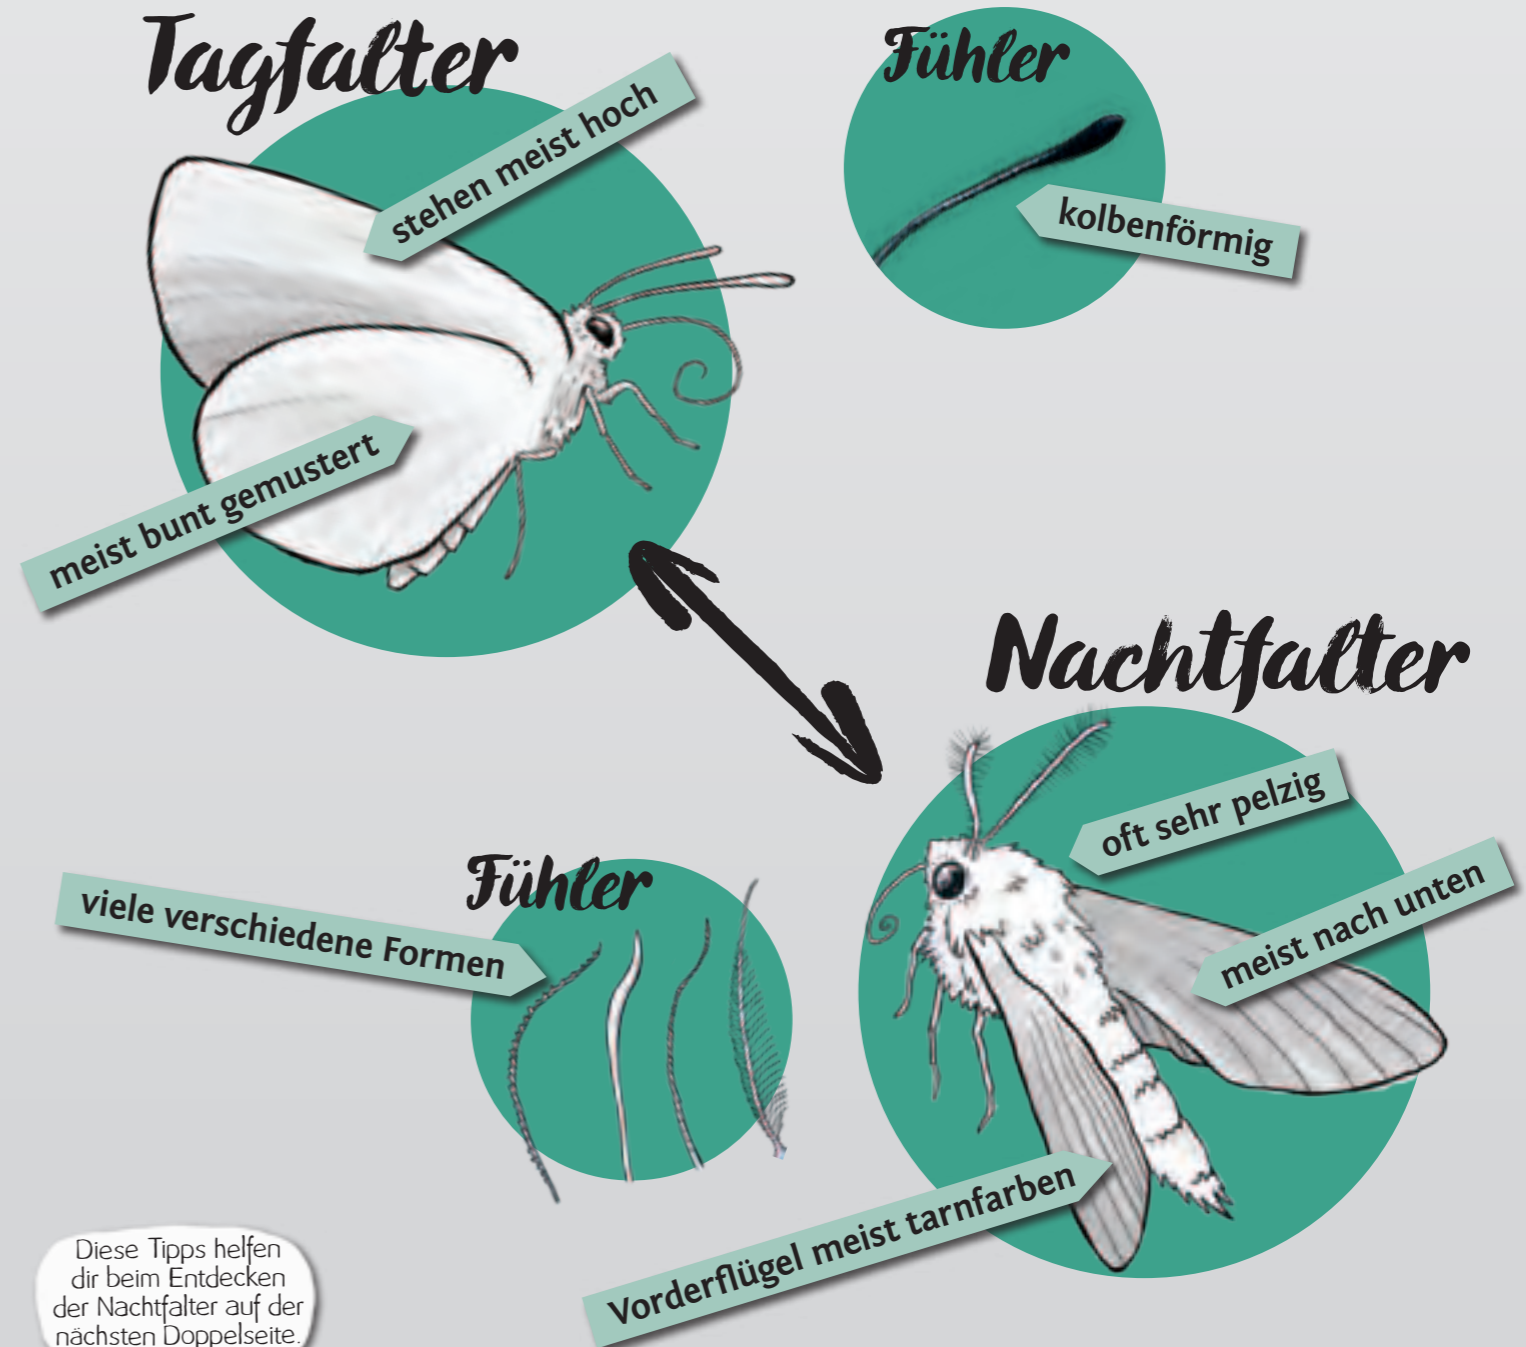 Tagfalter
stehen meist hoch
meist bunt gemustert
Fühler
kolbenförmig
Nachtfalter
oft sehr pelzig
meist nach unten
Vorderflügel meist tarnfarben
Fühler
viele verschiedene Formen
Diese Tipps helfen
dir beim Entdecken
der Nachtfalter auf der
nächsten Doppelseite.